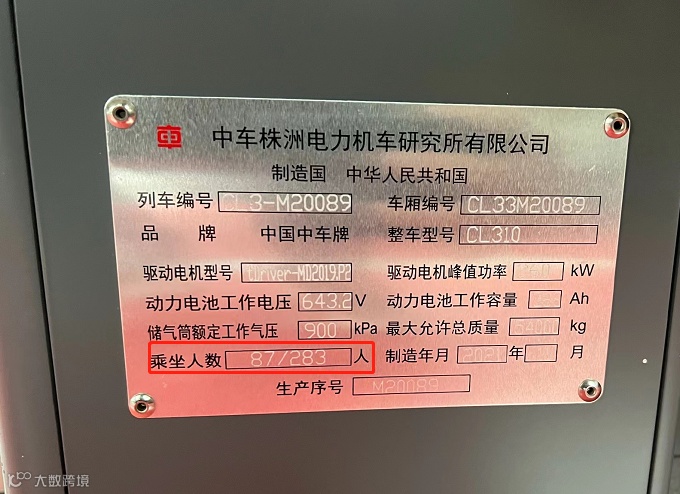 中车株洲电力机车研究所有限公司
制造国 中华人民共和国
列车编号 CL3-M20089 车厢编号 CL33M20089
品牌 中国中车牌 整车型号 CL310
驱动电机型号 tDriver-MD2019.P2 驱动电机峰值功率 kW
动力电池工作电压 643.2 V 动力电池工作容量 Ah
储气筒额定工作气压 900 kPa 最大允许总质量 kg
乘坐人数 87/283 人 制造年月 2021 年 月
生产序号 M20089
大数跨境